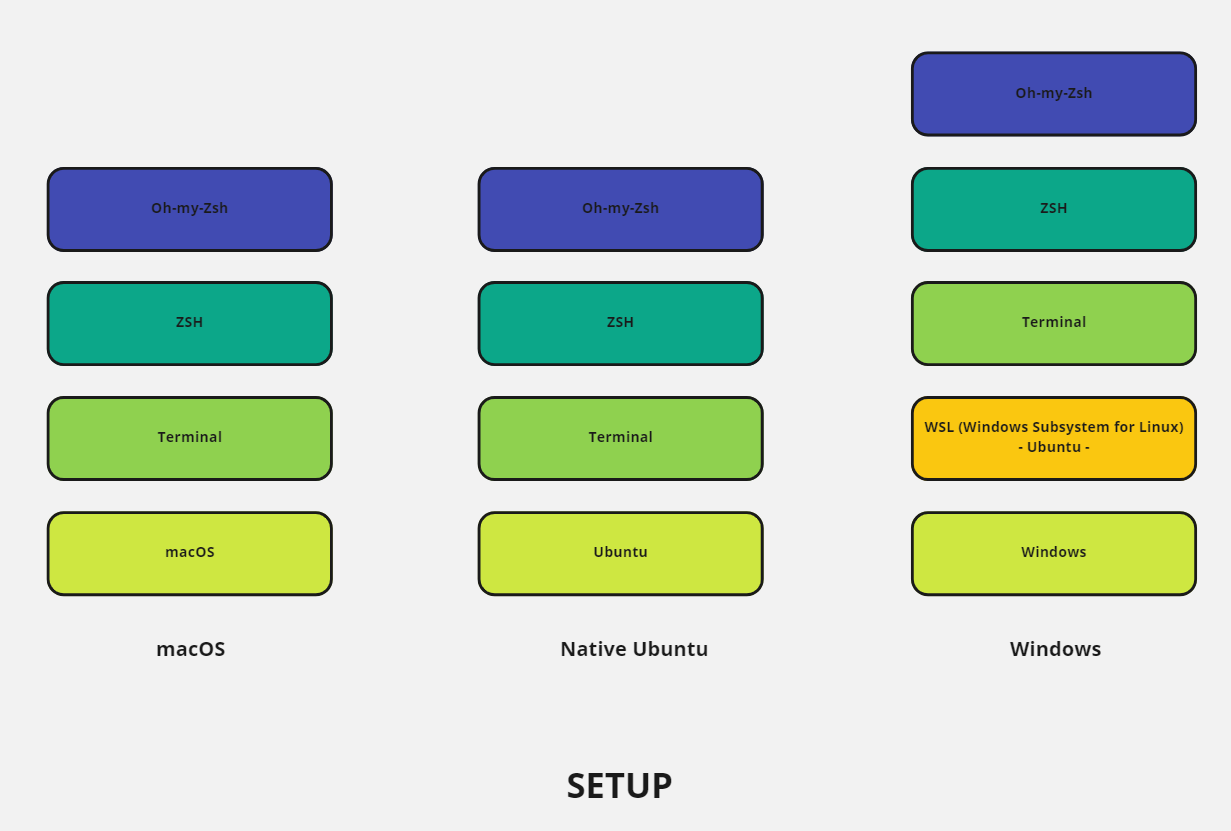 Oh-my-Zsh
ZSH
Terminal
macOS
macOS
Oh-my-Zsh
ZSH
Terminal
Ubuntu
Native Ubuntu
Oh-my-Zsh
ZSH
Terminal
WSL (Windows Subsystem for Linux)
- Ubuntu -
Windows
Windows
SETUP